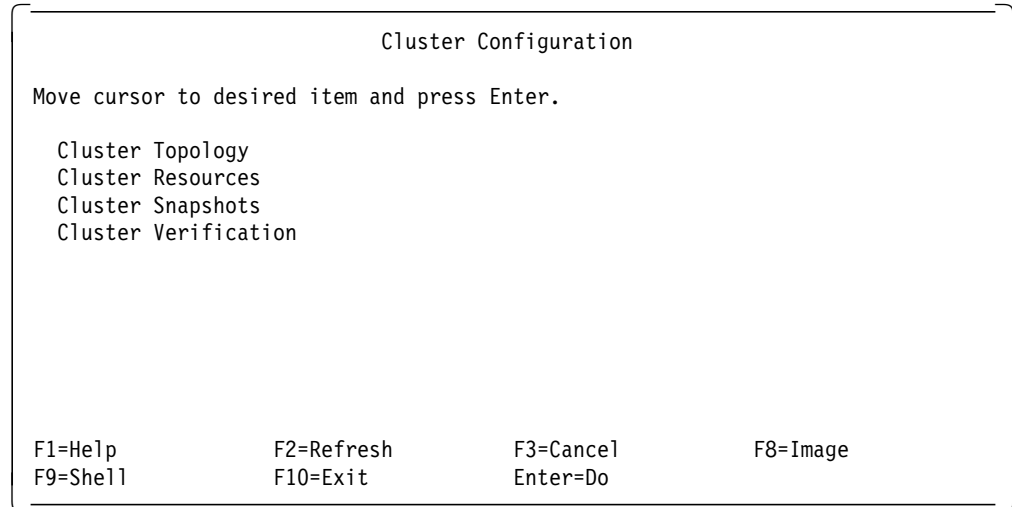 Cluster Configuration
Move cursor to desired item and press Enter.
Cluster Topology
Cluster Resources
Cluster Snapshots
Cluster Verification
F1=Help F2=Refresh F3=Cancel F8=Image
F9=Shell F10=Exit Enter=Do